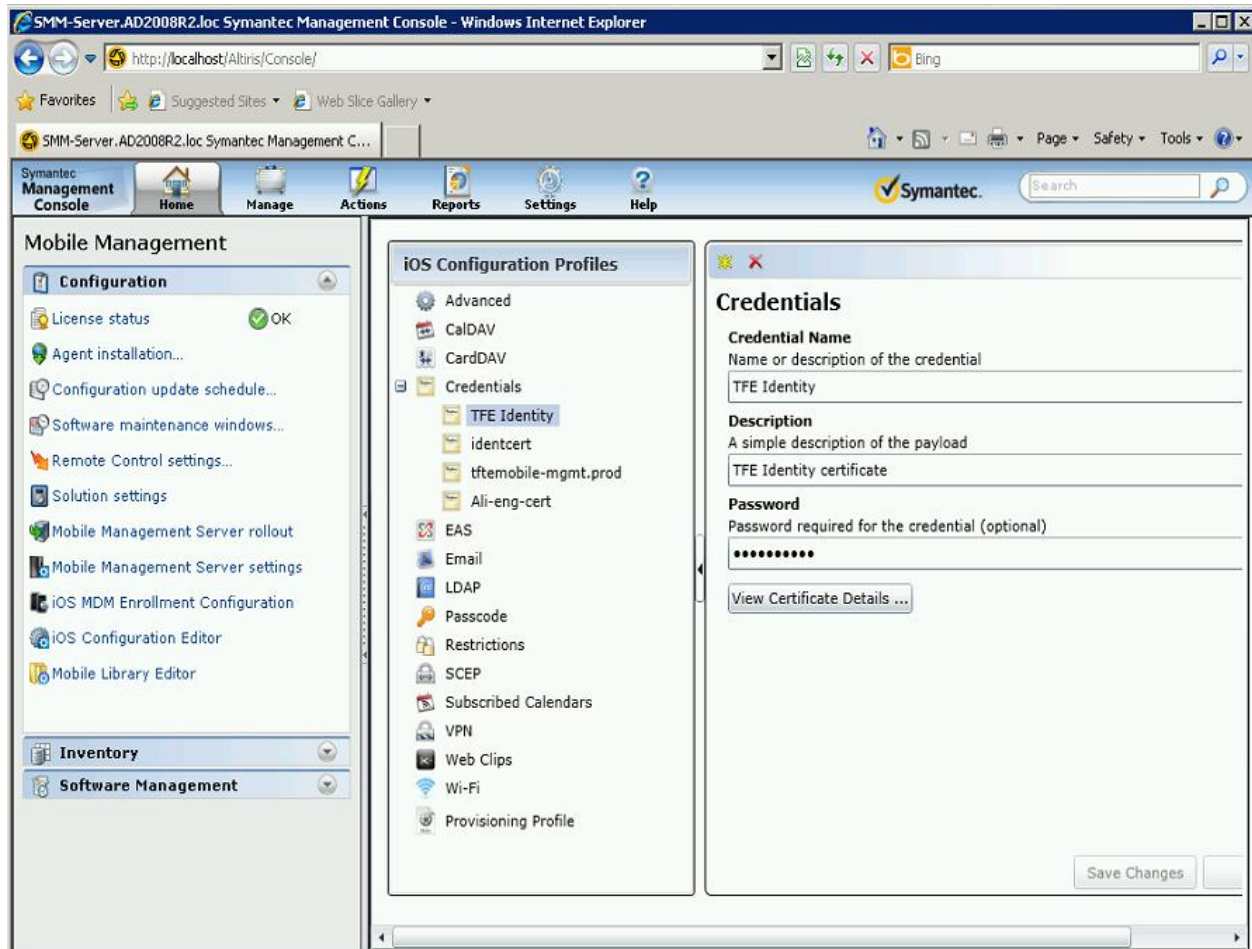 SMM-Server.AD2008R2.loc Symantec Management Console - Windows Internet Explorer
http://localhost/Altiris/Console/
Bing
Favorites
Suggested Sites
Web Slice Gallery
SMM-Server.AD2008R2.loc Symantec Management C...
Page
Safety
Tools
Symantec
Management
Console
Home
Manage
Actions
Reports
Settings
Help
Symantec.
Search
Mobile Management
Configuration
License status
OK
Agent installation...
Configuration update schedule...
Software maintenance windows...
Remote Control settings...
Solution settings
Mobile Management Server rollout
Mobile Management Server settings
iOS MDM Enrollment Configuration
iOS Configuration Editor
Mobile Library Editor
Inventory
Software Management
iOS Configuration Profiles
Advanced
CalDAV
CardDAV
Credentials
TFE Identity
identcert
tftemobile-mgmt.prod
Ali-eng-cert
EAS
Email
LDAP
Passcode
Restrictions
SCEP
Subscribed Calendars
VPN
Web Clips
Wi-Fi
Provisioning Profile
Credentials
Credential Name
Name or description of the credential
TFE Identity
Description
A simple description of the payload
TFE Identity certificate
Password
Password required for the credential (optional)
••••••••••
View Certificate Details ...
Save Changes